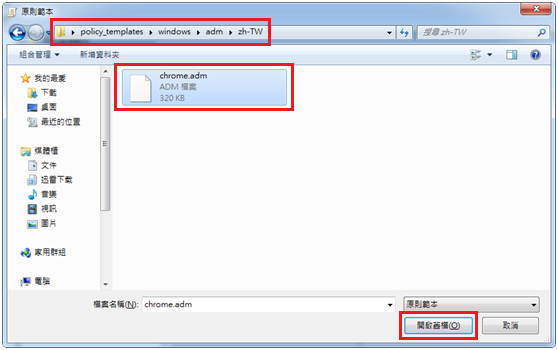 原則範本
policy_templates ▸ windows ▸ adm ▸ zh-TW
搜尋 zh-TW
組合管理
新增資料夾
我的最愛
下載
桌面
最近的位置
媒體櫃
文件
迅雷下載
音樂
視訊
圖片
家用群組
電腦
chrome.adm
ADM 檔案
320 KB
檔案名稱(N):
chrome.adm
原則範本
開啟舊檔(O)
取消